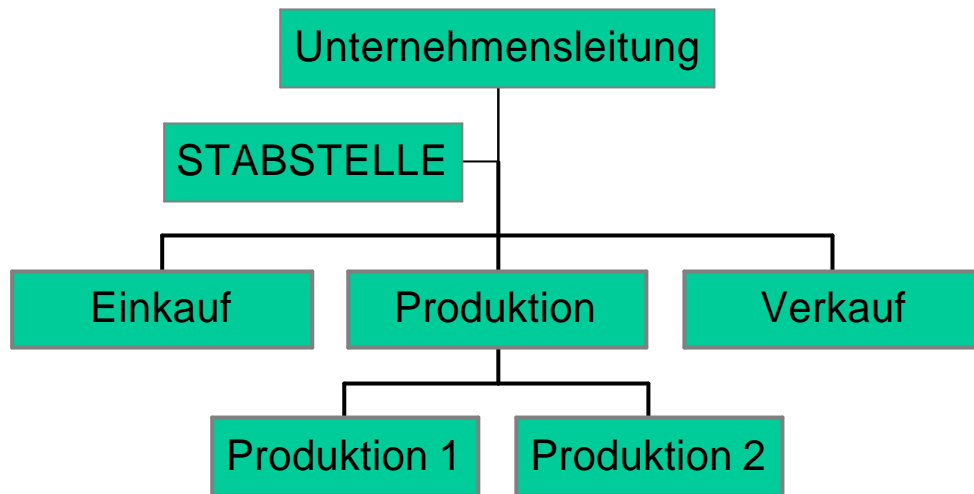 Unternehmensleitung
STABSTELLE
Einkauf
Produktion
Verkauf
Produktion 1
Produktion 2